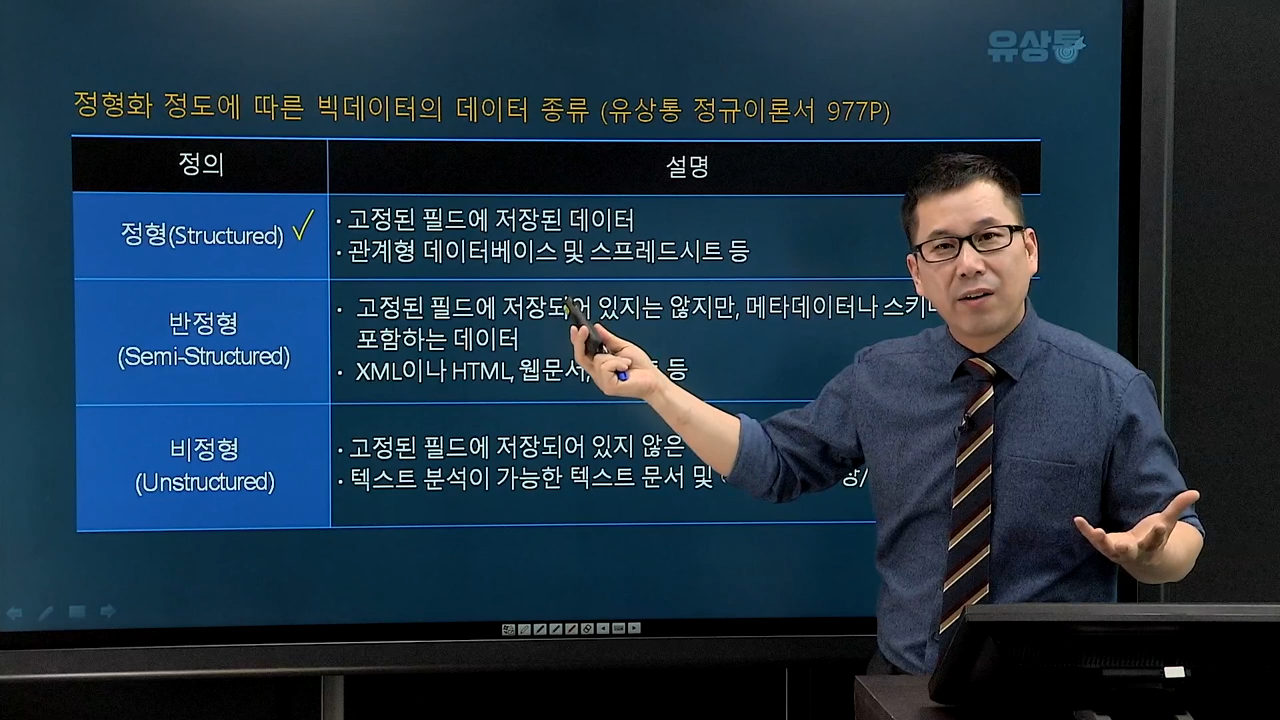 유상통
정형화 정도에 따른 빅데이터의 데이터 종류 (유상통 정규이론서 977P)
정의
설명
정형(Structured)
· 고정된 필드에 저장된 데이터
· 관계형 데이터베이스 및 스프레드시트 등
반정형
(Semi-Structured)
· 고정된 필드에 저장되어 있지는 않지만, 메타데이터나
포함하는 데이터
· XML이나 HTML, 웹문서, 등
비정형
(Unstructured)
· 고정된 필드에 저장되어 있지 않은
· 텍스트 분석이 가능한 텍스트 문서 및